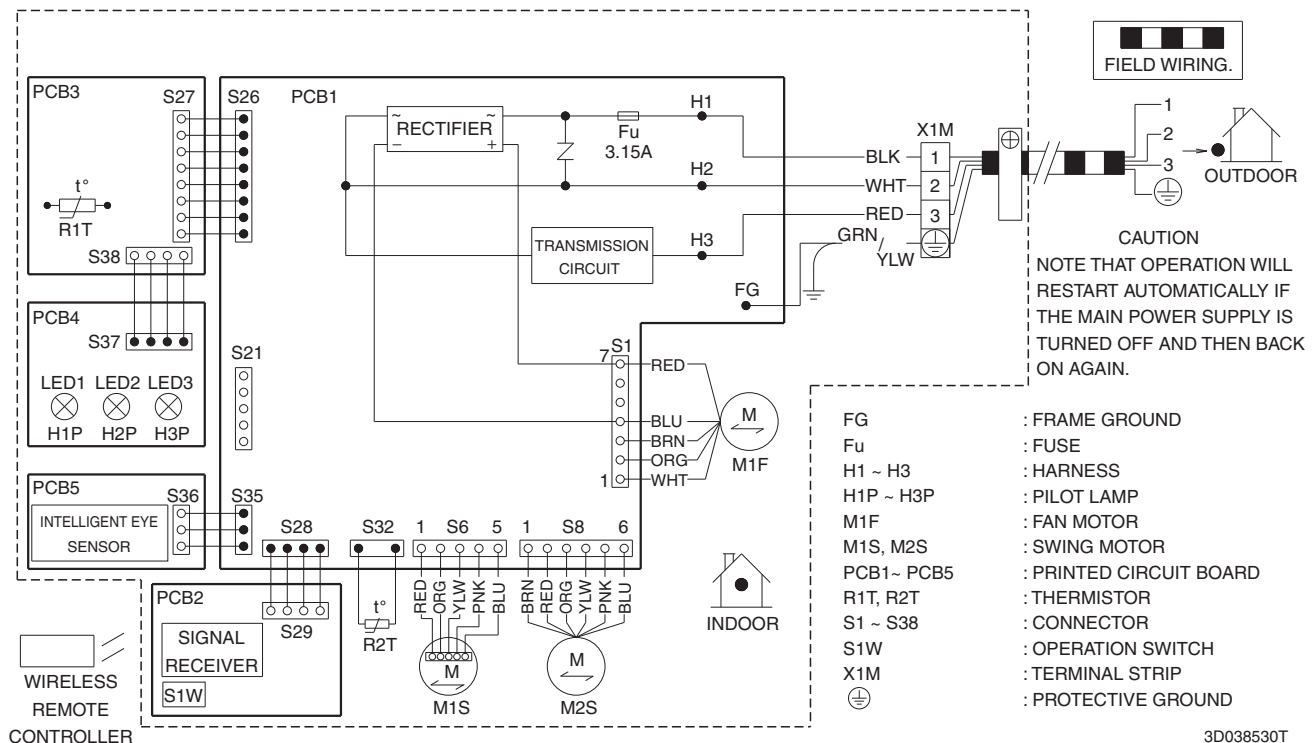 FIELD WIRING.
PCB3
S27
S26
PCB1
H1
~
~
RECTIFIER
−
+
Fu
3.15A
X1M
1
2
3
BLK
1
OUTDOOR
t°
R1T
H2
WHT
2
RED
3
TRANSMISSION
CIRCUIT
H3
GRN
/
YLW
S38
FG
CAUTION
NOTE THAT OPERATION WILL
RESTART AUTOMATICALLY IF
THE MAIN POWER SUPPLY IS
TURNED OFF AND THEN BACK
ON AGAIN.
PCB4
S37
LED1 LED2 LED3
H1P H2P H3P
S21
7
S1
RED
BLU
BRN
ORG
1
WHT
M
M1F
PCB5
S36
S35
INTELLIGENT EYE
SENSOR
S28
S32
1 S6 5
1 S8 6
RED
ORG
YLW
PNK
BLU
BRN
RED
ORG
YLW
PNK
BLU
PCB2
S29
SIGNAL
RECEIVER
S1W
t°
R2T
M
M1S
M
M2S
INDOOR
WIRELESS
REMOTE
CONTROLLER
FG : FRAME GROUND
Fu : FUSE
H1 ~ H3 : HARNESS
H1P ~ H3P : PILOT LAMP
M1F : FAN MOTOR
M1S, M2S : SWING MOTOR
PCB1~ PCB5 : PRINTED CIRCUIT BOARD
R1T, R2T : THERMISTOR
S1 ~ S38 : CONNECTOR
S1W : OPERATION SWITCH
X1M : TERMINAL STRIP
: PROTECTIVE GROUND
3D038530T